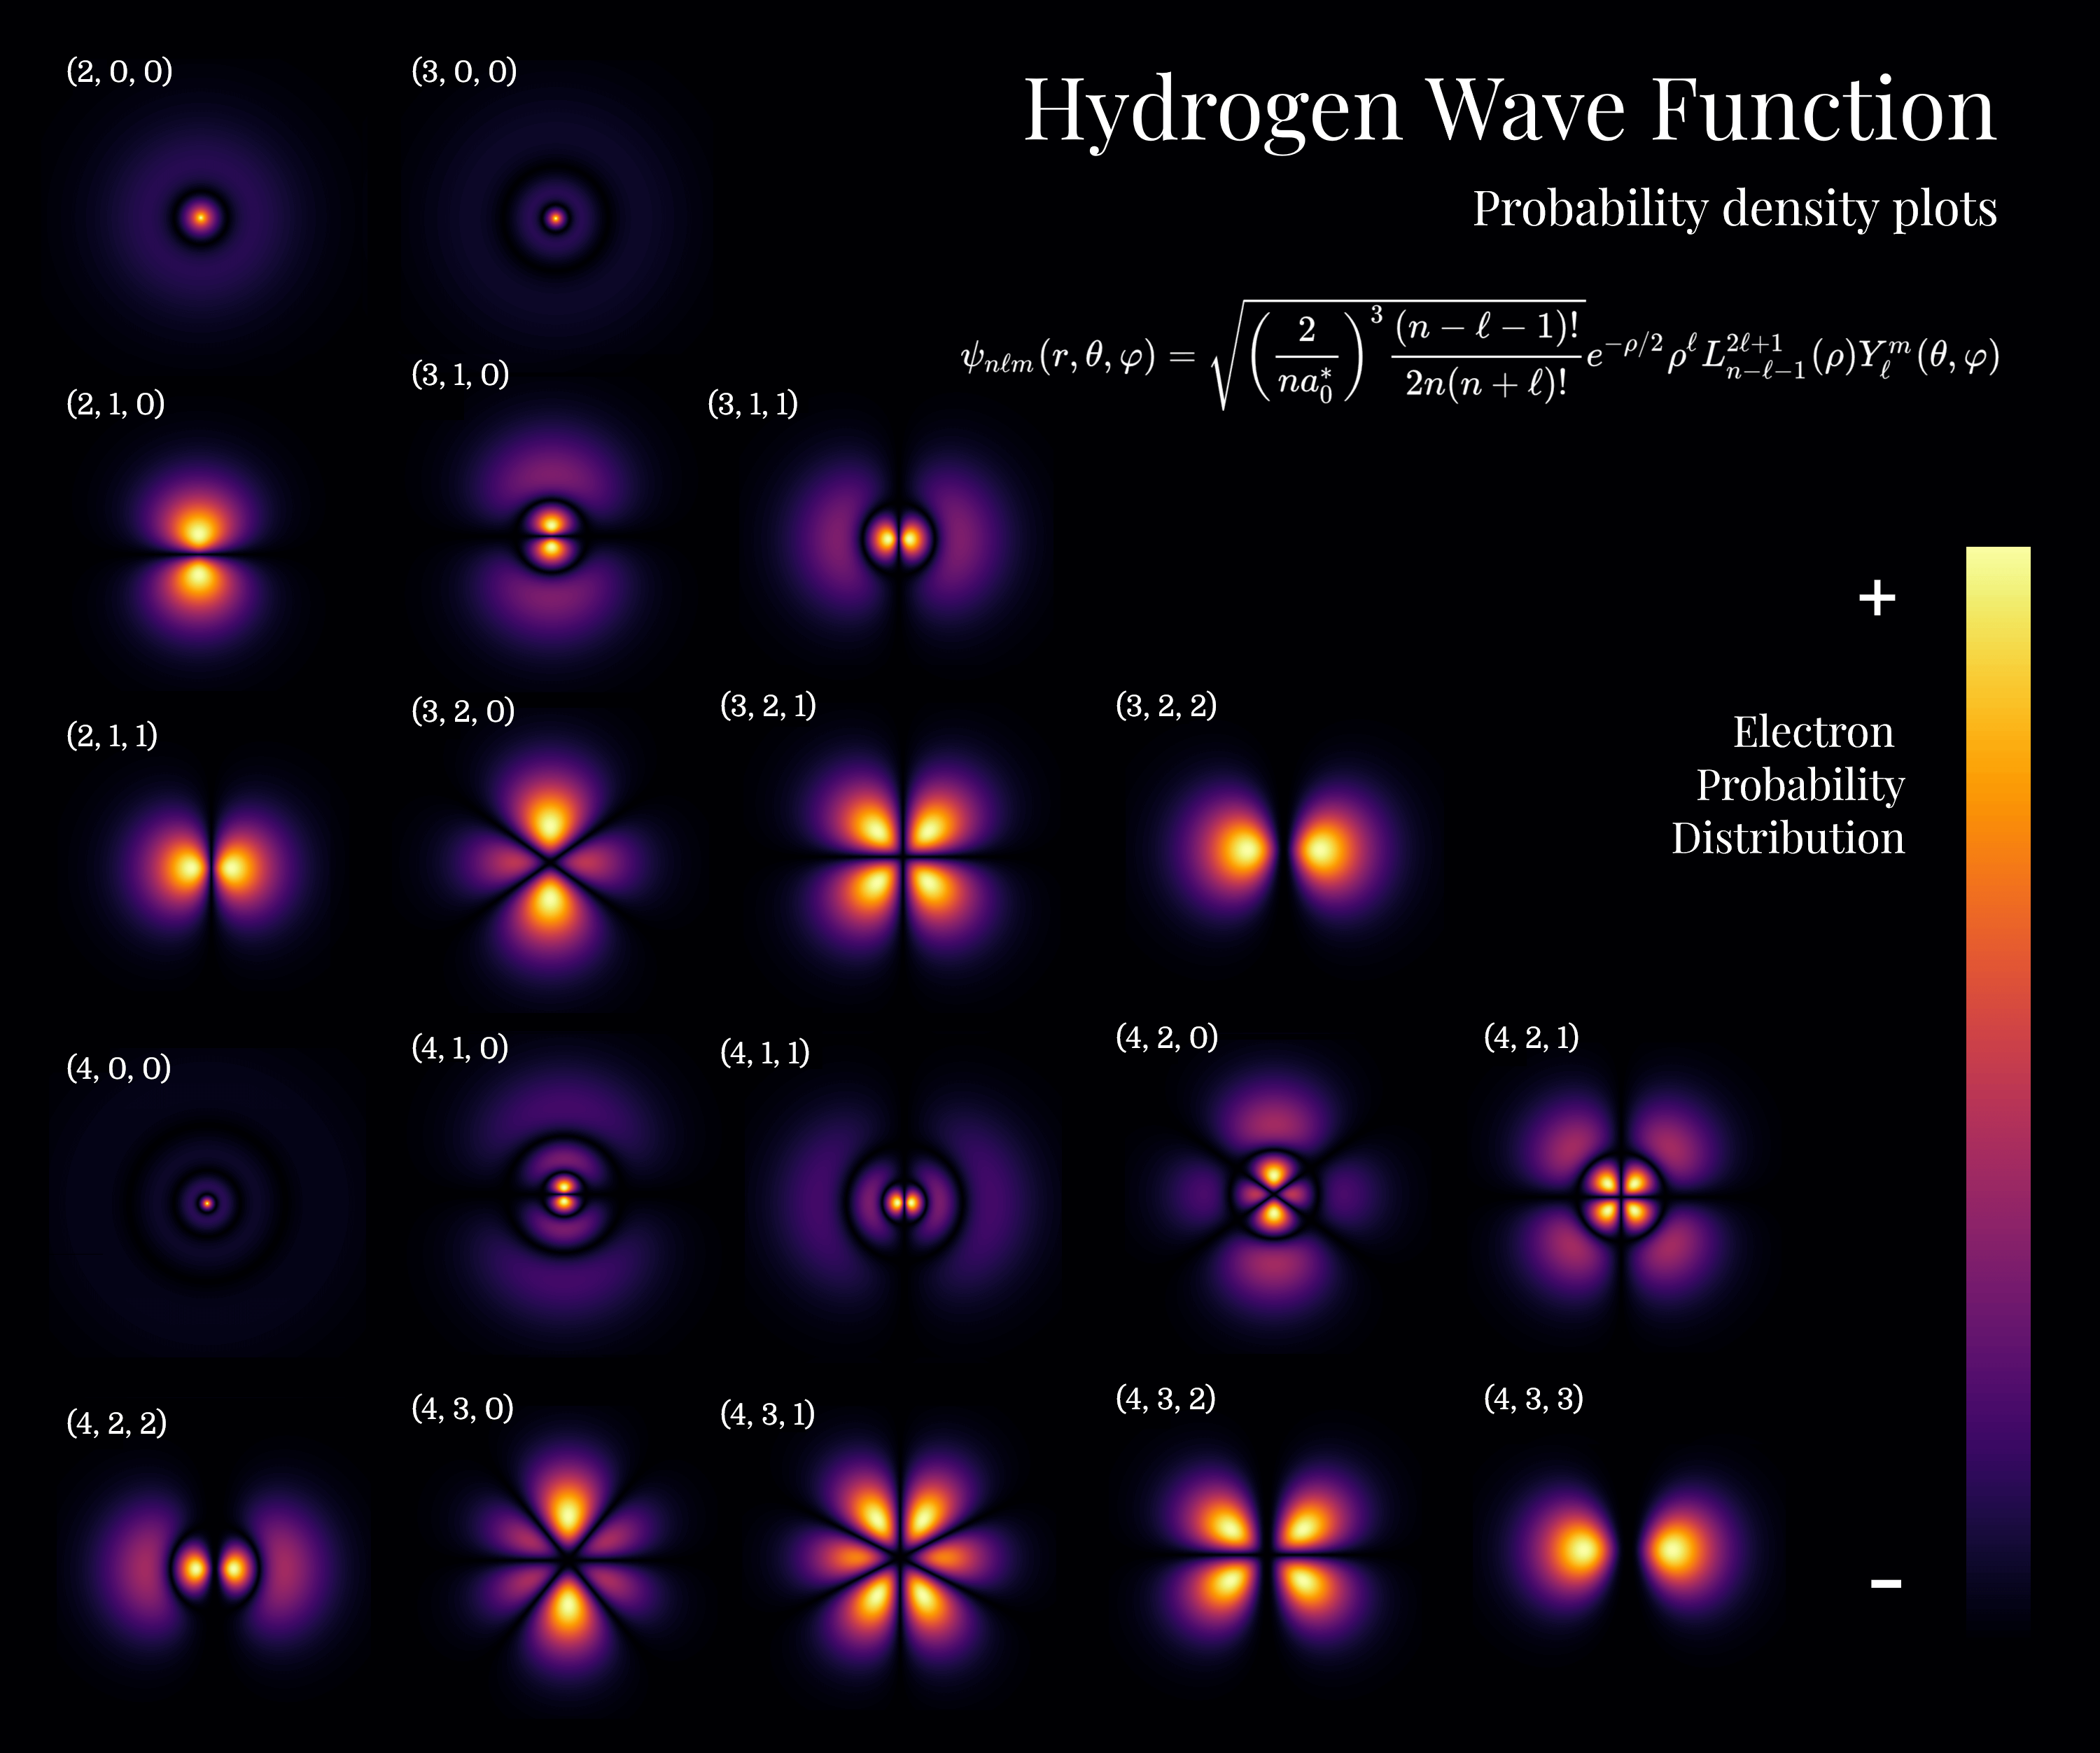 Hydrogen Wave Function
Probability density plots
ψnℓm(r, θ, φ) = √((2/na₀*)³ (n − ℓ − 1)!/2n(n + ℓ)!) e^(−ρ/2) ρ^ℓ L_{n−ℓ−1}^{2ℓ+1}(ρ) Y_ℓ^m(θ, φ)
(2, 0, 0)
(3, 0, 0)
(2, 1, 0)
(3, 1, 0)
(3, 1, 1)
(2, 1, 1)
(3, 2, 0)
(3, 2, 1)
(3, 2, 2)
(4, 0, 0)
(4, 1, 0)
(4, 1, 1)
(4, 2, 0)
(4, 2, 1)
(4, 2, 2)
(4, 3, 0)
(4, 3, 1)
(4, 3, 2)
(4, 3, 3)
+
Electron
Probability
Distribution
−